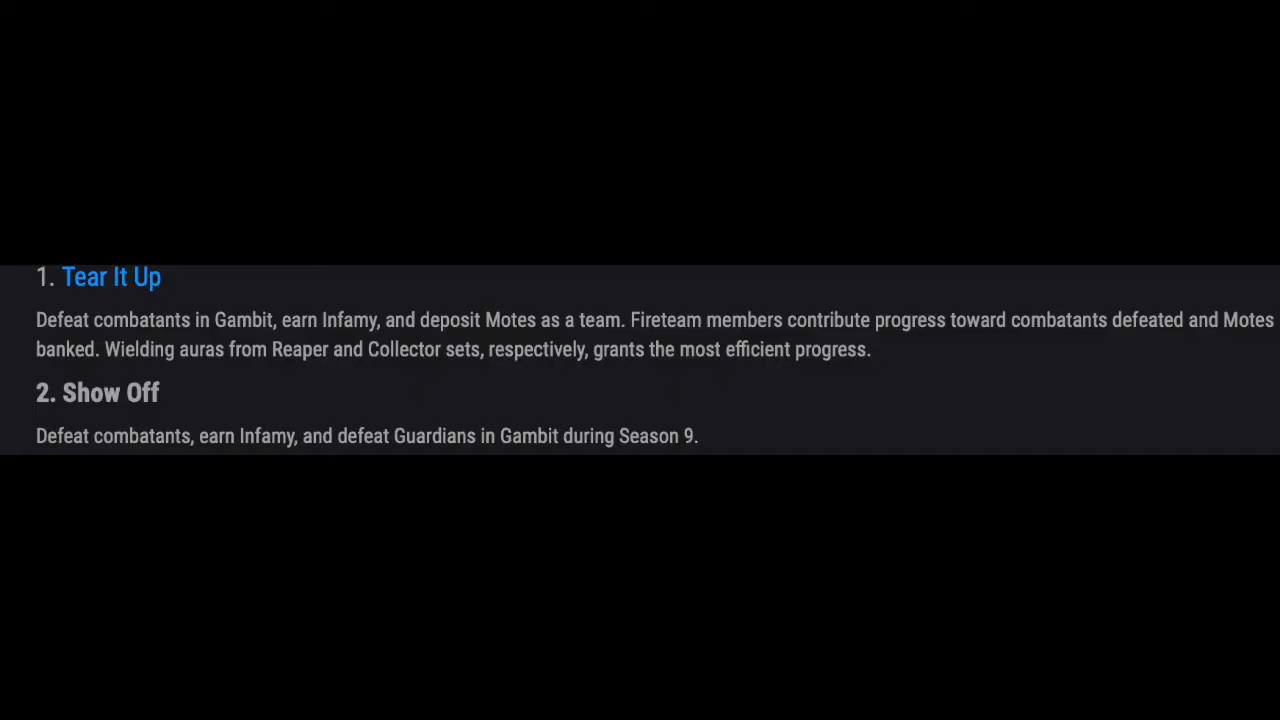 1. Tear It Up
Defeat combatants in Gambit, earn Infamy, and deposit Motes as a team. Fireteam members contribute progress toward combatants defeated and Motes
banked. Wielding auras from Reaper and Collector sets, respectively, grants the most efficient progress.
2. Show Off
Defeat combatants, earn Infamy, and defeat Guardians in Gambit during Season 9.